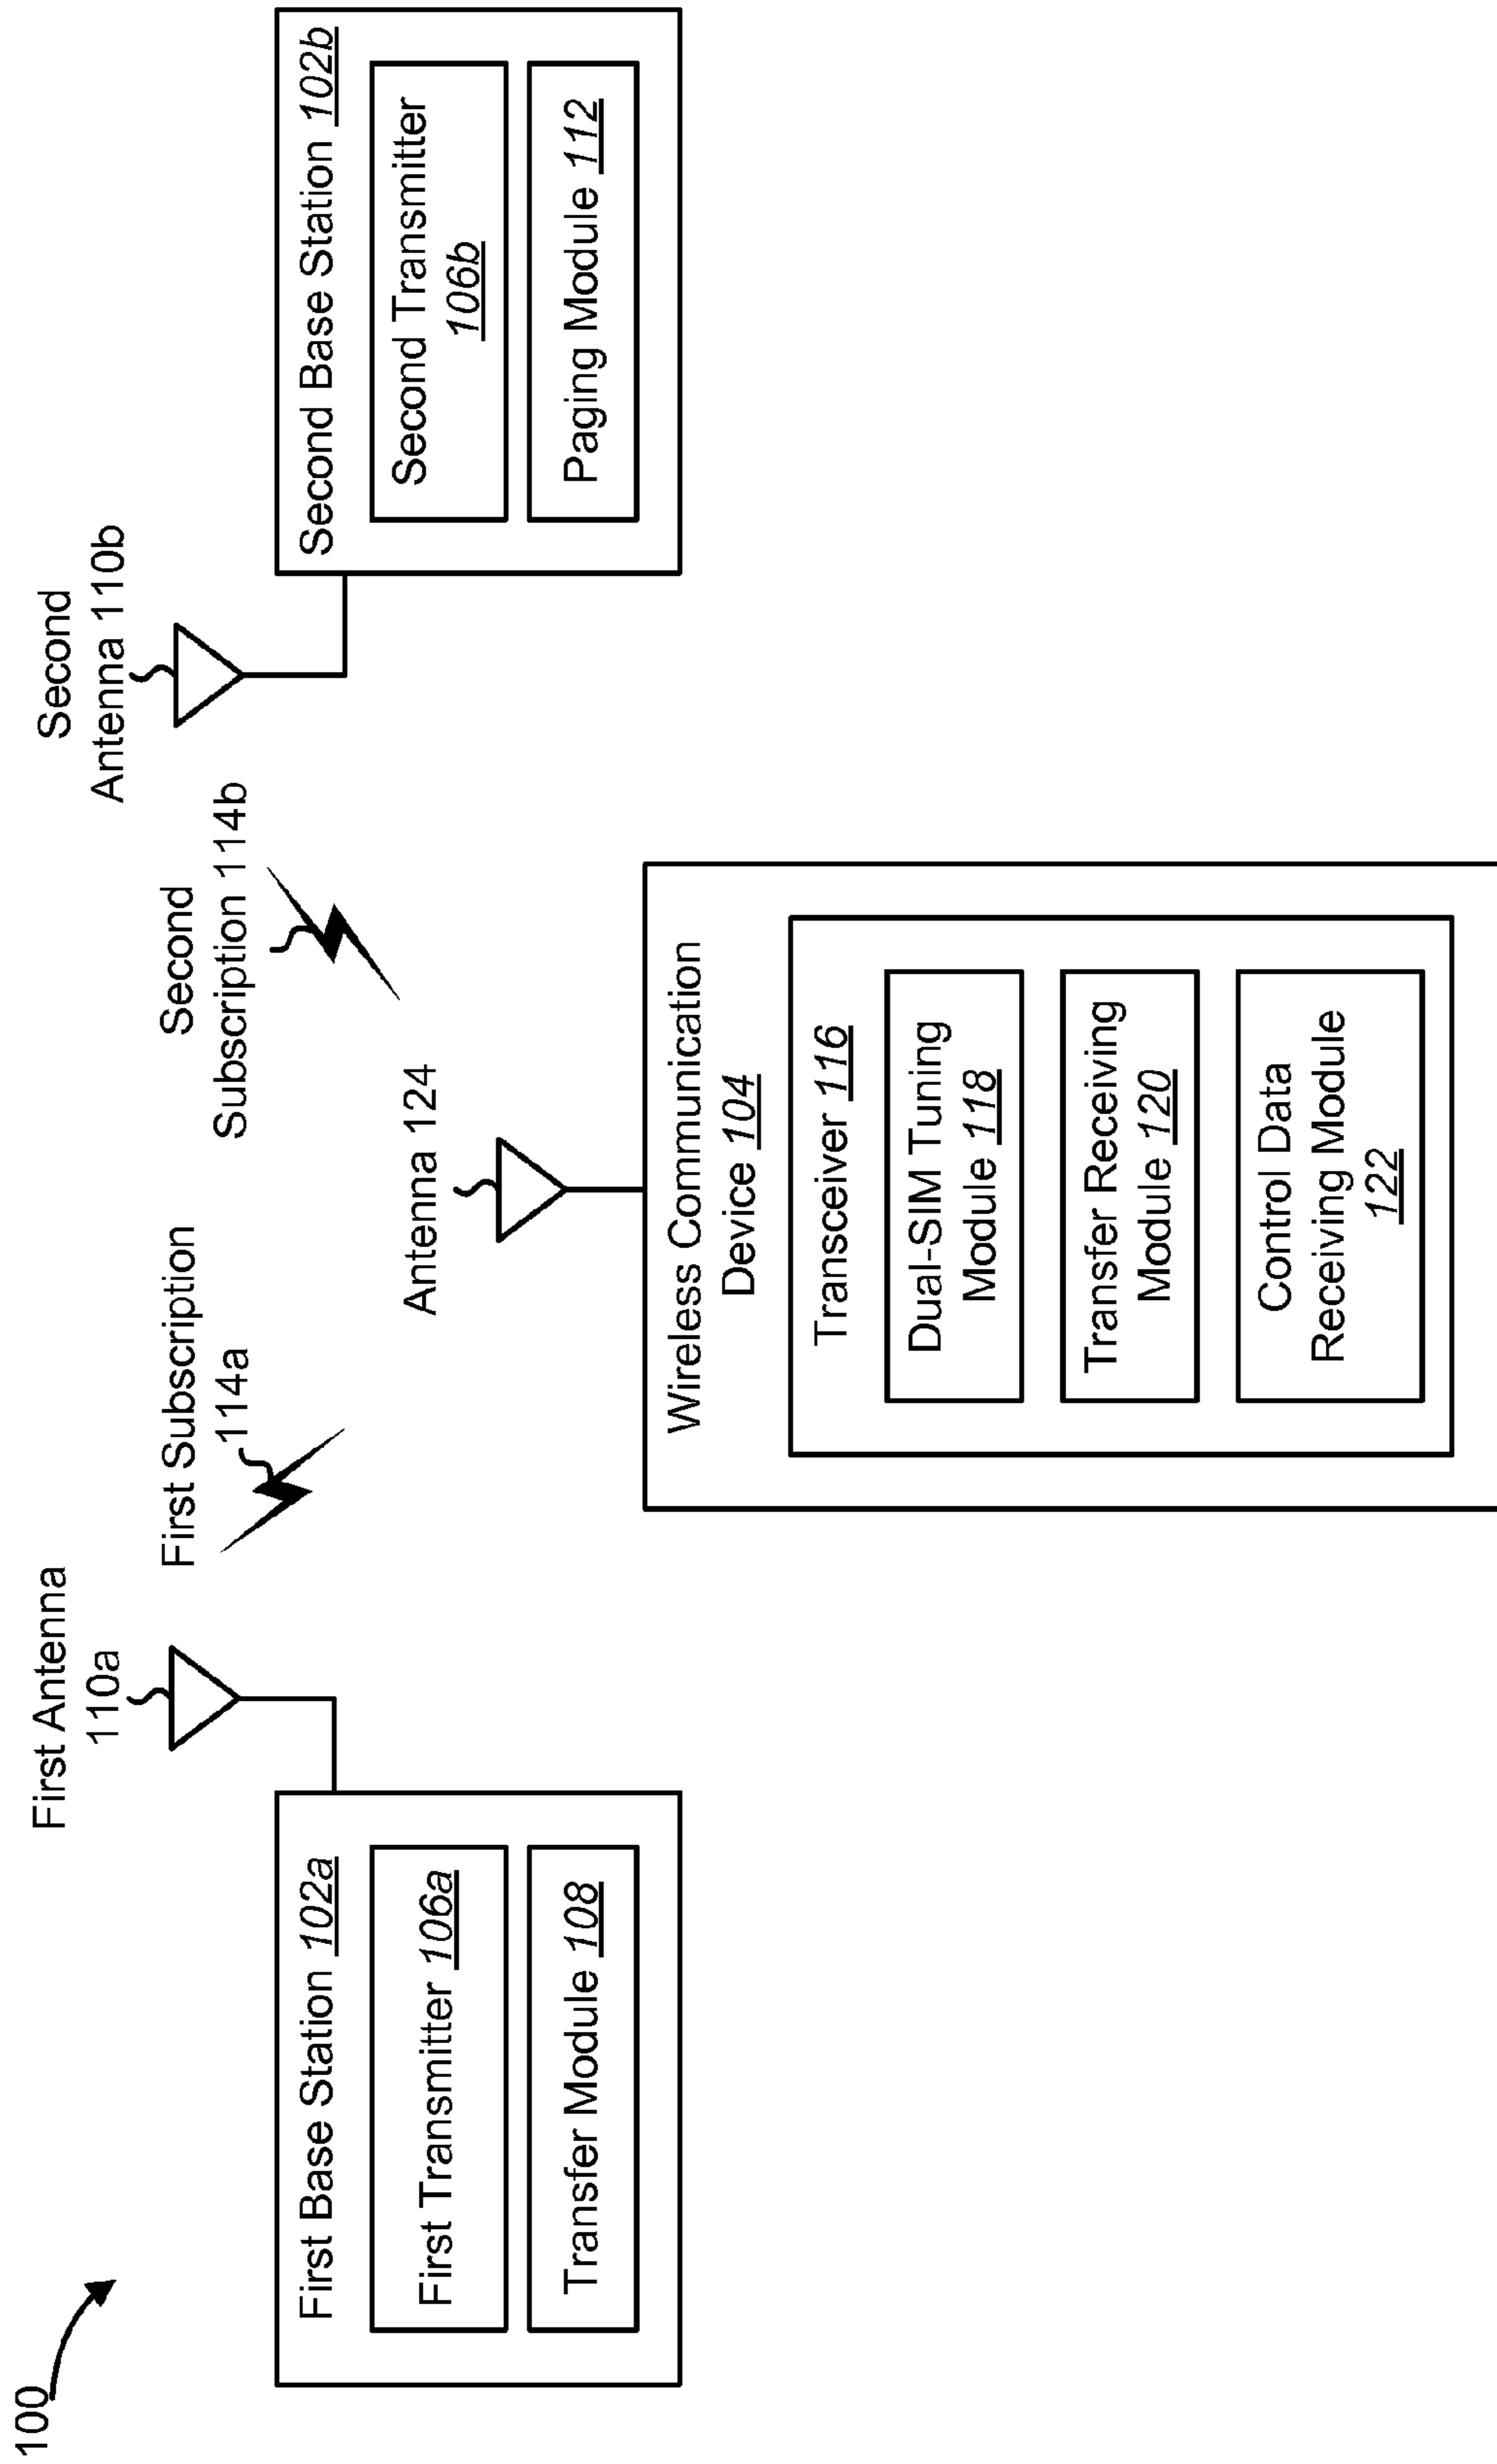 100
First Base Station 102a
First Transmitter 106a
Transfer Module 108
First Antenna
110a
First Subscription
114a
Antenna 124
Wireless Communication
Device 104
Transceiver 116
Dual-SIM Tuning
Module 118
Transfer Receiving
Module 120
Control Data
Receiving Module
122
Second
Subscription 114b
Second
Antenna 110b
Second Base Station 102b
Second Transmitter
106b
Paging Module 112